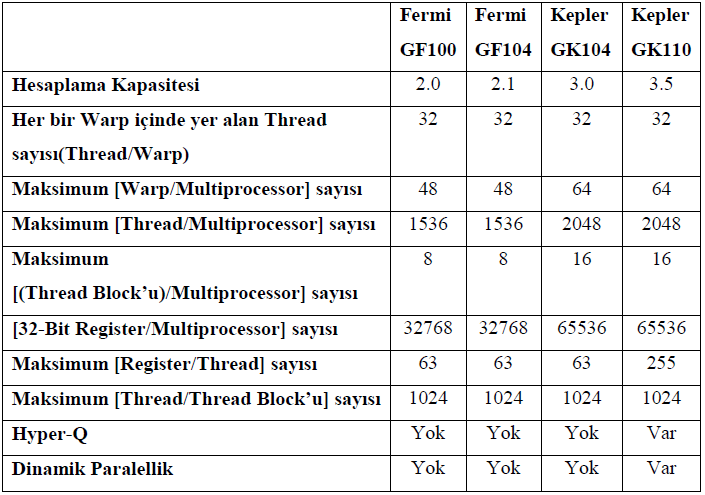 Fermi Fermi Kepler Kepler
GF100 GF104 GK104 GK110
Hesaplama Kapasitesi 2.0 2.1 3.0 3.5
Her bir Warp içinde yer alan Thread 32 32 32 32
sayısı(Thread/Warp)
Maksimum [Warp/Multiprocessor] sayısı 48 48 64 64
Maksimum [Thread/Multiprocessor] sayısı 1536 1536 2048 2048
Maksimum 8 8 16 16
[(Thread Block’u)/Multiprocessor] sayısı
[32-Bit Register/Multiprocessor] sayısı 32768 32768 65536 65536
Maksimum [Register/Thread] sayısı 63 63 63 255
Maksimum [Thread/Thread Block’u] sayısı 1024 1024 1024 1024
Hyper-Q Yok Yok Yok Var
Dinamik Paralellik Yok Yok Yok Var